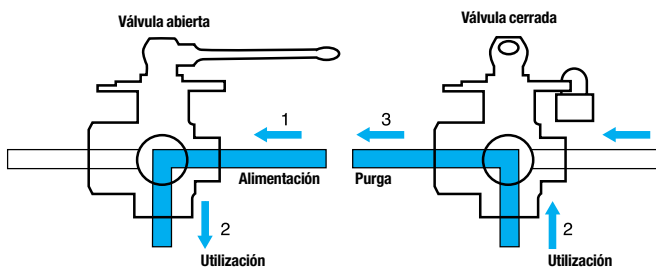 Válvula abierta
1
Alimentación
2
Utilización
Válvula cerrada
3
Purga
2
Utilización